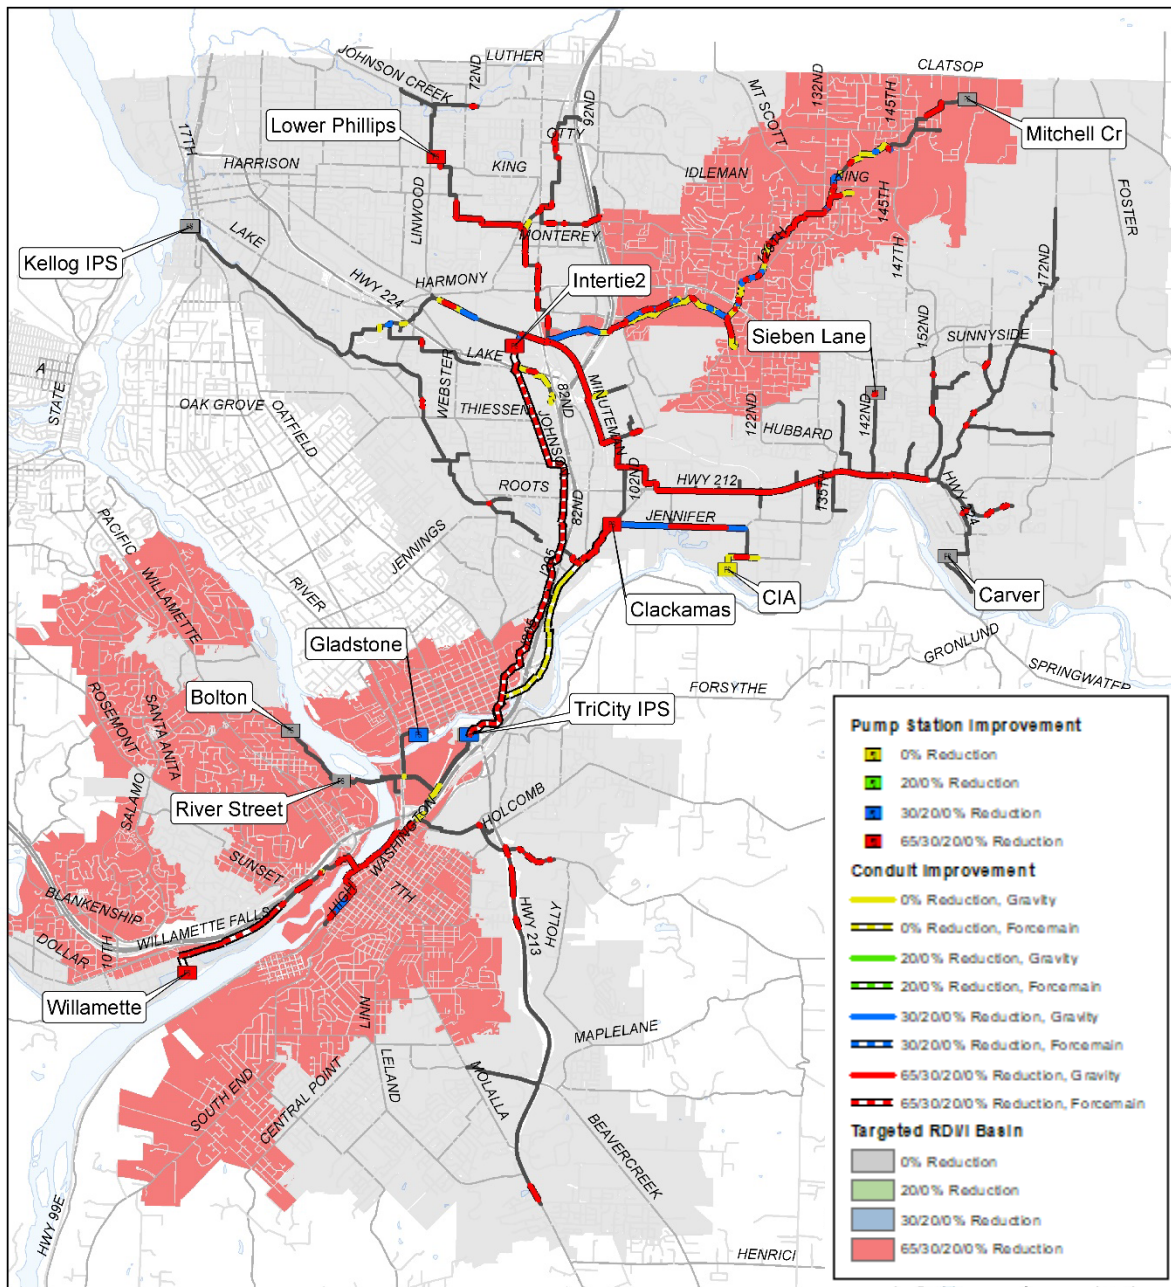 LUTHER
CLATSOP
JOHNSON CREEK
72ND
92ND
MT SCOTT
132ND
145TH
Mitchell Cr
Lower Phillips
OTTY
17TH
HARRISON
KING
LINWOOD
IDLEMAN
KING
145TH
FOSTER
Kellog IPS
LAKE
MONTEREY
129TH
147TH
172ND
HWY 224
HARMONY
Intertie2
152ND
SUNNYSIDE
Sieben Lane
LAKE
A
STATE
WEBSTER
82ND
MINUTEMAN
142ND
OAK GROVE
OATFIELD
THIESSEN
JOHNSON
122ND
HUBBARD
ROOTS
82ND
102ND
HWY 212
135TH
HWY 224
PACIFIC
JENNINGS
JENNIFER
I205
RIVER
CIA
Carver
Clackamas
WILLAMETTE
Gladstone
I205
GRONLUND
SPRINGWATER
ROSEMONT
SANTA ANITA
Bolton
FORSYTHE
TriCity IPS
SALAMO
River Street
WASHINGTON
HOLCOMB
SUNSET
BLANKENSHIP
WILLAMETTE FALLS
HIGH
7TH
HWY 213
HOLLY
DOLLAR
10TH
Willamette
LINN
MAPLELANE
SOUTH END
CENTRAL POINT
LELAND
MOLALLA
BEAVERCREEK
HWY 99E
HENRICI
Pump Station Improvement
0% Reduction
20/0% Reduction
30/20/0% Reduction
65/30/20/0% Reduction
Conduit Improvement
0% Reduction, Gravity
0% Reduction, Forcemain
20/0% Reduction, Gravity
20/0% Reduction, Forcemain
30/20/0% Reduction, Gravity
30/20/0% Reduction, Forcemain
65/30/20/0% Reduction, Gravity
65/30/20/0% Reduction, Forcemain
Targeted RDI/I Basin
0% Reduction
20/0% Reduction
30/20/0% Reduction
65/30/20/0% Reduction